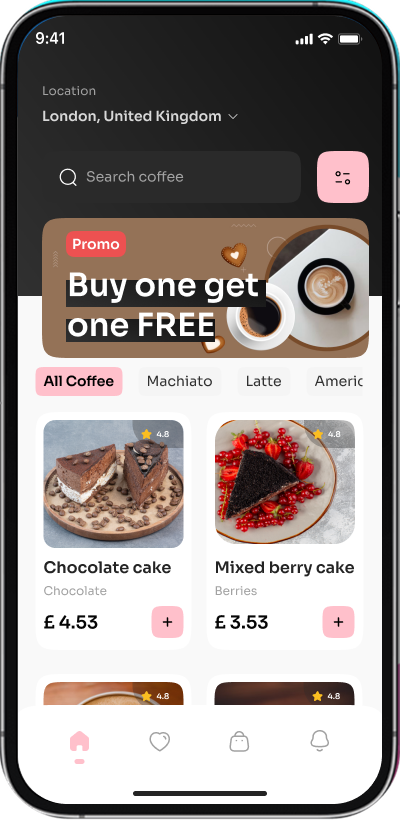 9:41
Location
London, United Kingdom
Search coffee
Promo
Buy one get
one FREE
All Coffee Machiato Latte Americ
4.8 4.8
Chocolate cake Mixed berry cake
Chocolate Berries
£ 4.53 + £ 3.53 +
4.8 4.8